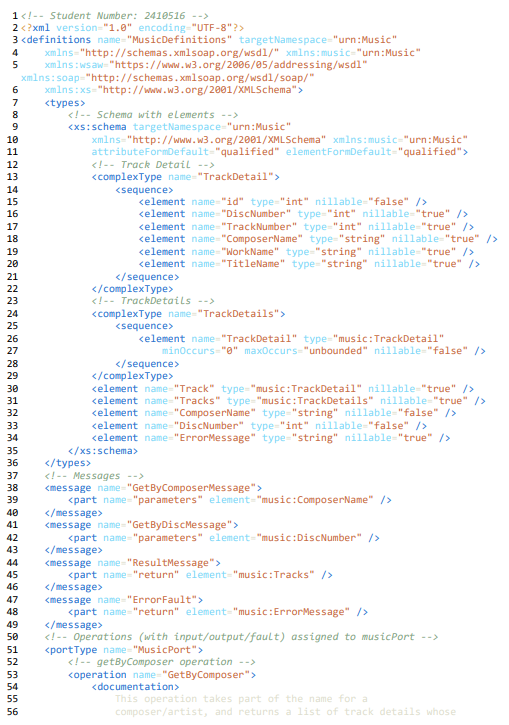 1 <!-- Student Number: 2410516 -->
2 <?xml version="1.0" encoding="UTF-8"?>
3 <definitions name="MusicDefinitions" targetNamespace="urn:Music"
4     xmlns="http://schemas.xmlsoap.org/wsdl/" xmlns:music="urn:Music"
5     xmlns:wsaw="https://www.w3.org/2006/05/addressing/wsdl"
xmlns:soap="http://schemas.xmlsoap.org/wsdl/soap/"
6     xmlns:xs="http://www.w3.org/2001/XMLSchema">
7     <types>
8         <!-- Schema with elements -->
9         <xs:schema targetNamespace="urn:Music"
10             xmlns="http://www.w3.org/2001/XMLSchema" xmlns:music="urn:Music"
11             attributeFormDefault="qualified" elementFormDefault="qualified">
12             <!-- Track Detail -->
13             <complexType name="TrackDetail">
14                 <sequence>
15                     <element name="id" type="int" nillable="false" />
16                     <element name="DiscNumber" type="int" nillable="true" />
17                     <element name="TrackNumber" type="int" nillable="true" />
18                     <element name="ComposerName" type="string" nillable="true" />
19                     <element name="WorkName" type="string" nillable="true" />
20                     <element name="TitleName" type="string" nillable="true" />
21                 </sequence>
22             </complexType>
23             <!-- TrackDetails -->
24             <complexType name="TrackDetails">
25                 <sequence>
26                     <element name="TrackDetail" type="music:TrackDetail"
27                         minOccurs="0" maxOccurs="unbounded" nillable="false" />
28                 </sequence>
29             </complexType>
30             <element name="Track" type="music:TrackDetail" nillable="true" />
31             <element name="Tracks" type="music:TrackDetails" nillable="true" />
32             <element name="ComposerName" type="string" nillable="false" />
33             <element name="DiscNumber" type="int" nillable="false" />
34             <element name="ErrorMessage" type="string" nillable="true" />
35         </xs:schema>
36     </types>
37     <!-- Messages -->
38     <message name="GetByComposerMessage">
39         <part name="parameters" element="music:ComposerName" />
40     </message>
41     <message name="GetByDiscMessage">
42         <part name="parameters" element="music:DiscNumber" />
43     </message>
44     <message name="ResultMessage">
45         <part name="return" element="music:Tracks" />
46     </message>
47     <message name="ErrorFault">
48         <part name="return" element="music:ErrorMessage" />
49     </message>
50     <!-- Operations (with input/output/fault) assigned to musicPort -->
51     <portType name="MusicPort">
52         <!-- getByComposer operation -->
53         <operation name="GetByComposer">
54             <documentation>
55                 This operation takes part of the name for a
56                 composer/artist, and returns a list of track details whose